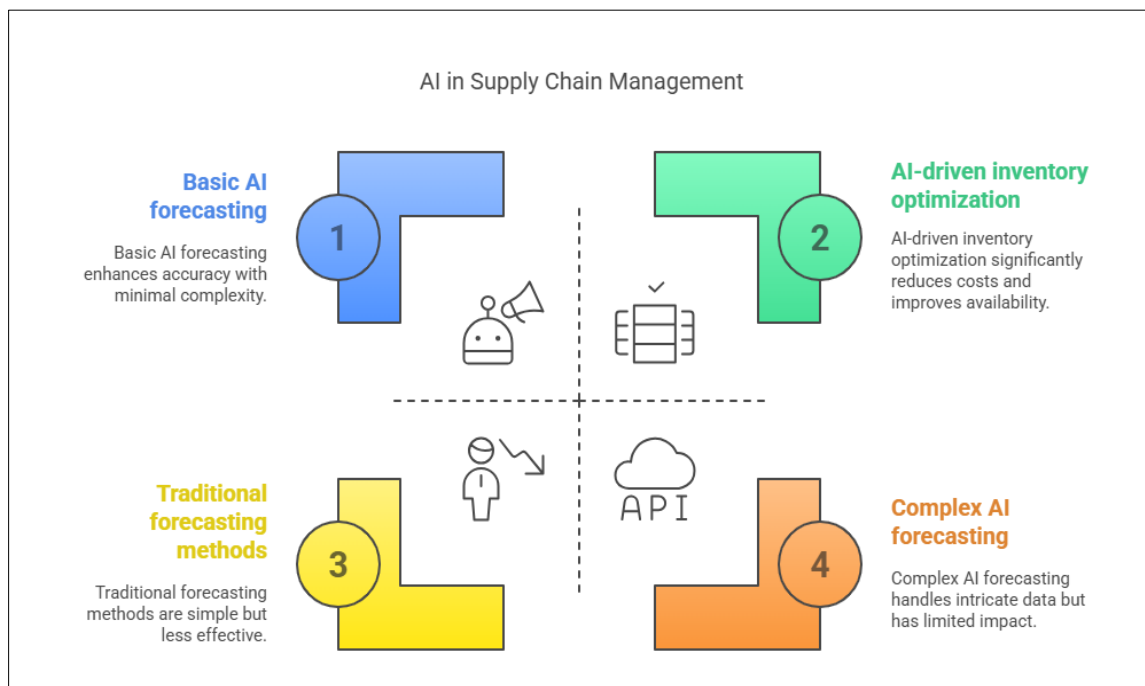 AI in Supply Chain Management
Basic AI
forecasting
1
Basic AI forecasting
enhances accuracy with
minimal complexity.
AI-driven inventory
optimization
2
AI-driven inventory
optimization significantly
reduces costs and
improves availability.
Traditional
forecasting
methods
3
Traditional forecasting
methods are simple but
less effective.
API
Complex AI
forecasting
4
Complex AI forecasting
handles intricate data but
has limited impact.